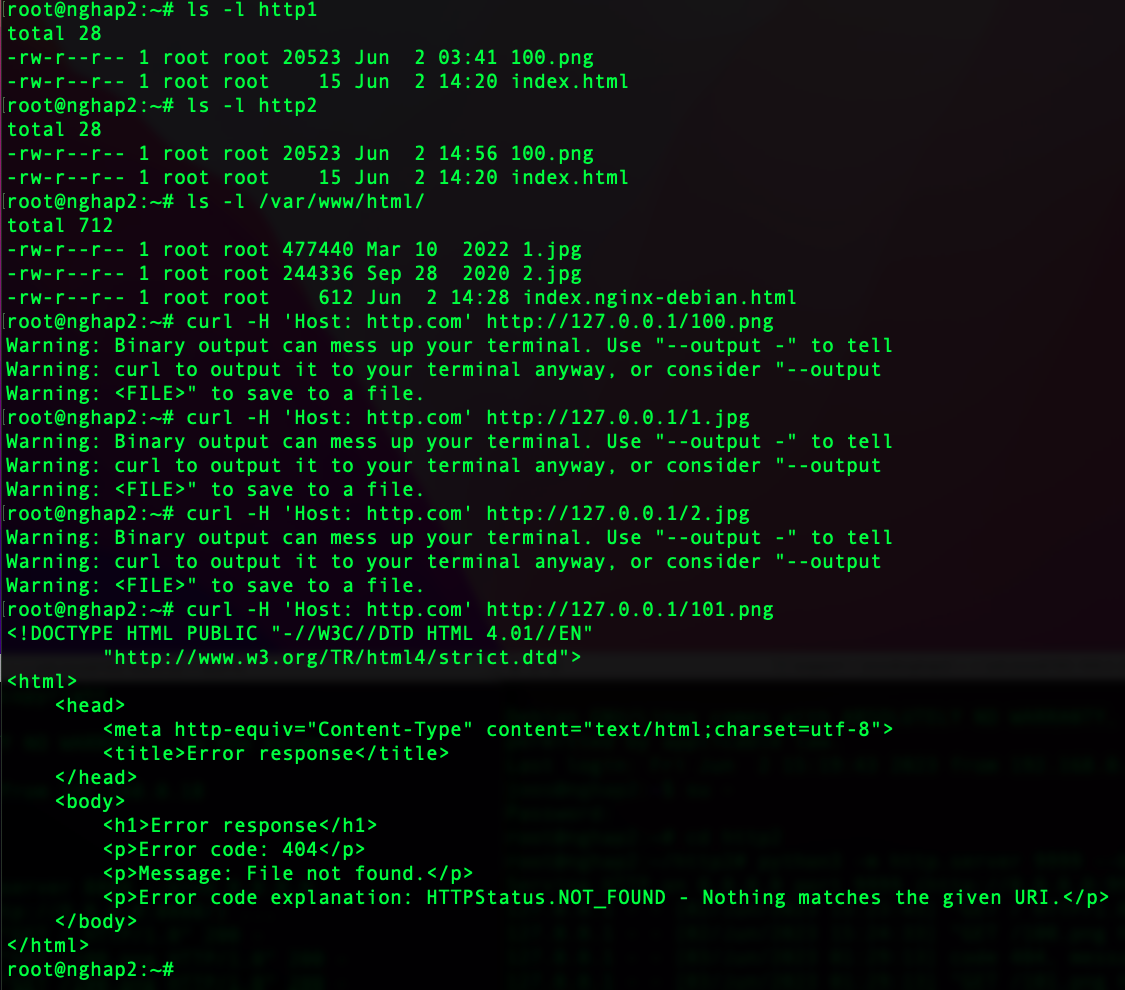 root@nghap2:~# ls -l http1
total 28
-rw-r--r-- 1 root root 20523 Jun  2 03:41 100.png
-rw-r--r-- 1 root root    15 Jun  2 14:20 index.html
root@nghap2:~# ls -l http2
total 28
-rw-r--r-- 1 root root 20523 Jun  2 14:56 100.png
-rw-r--r-- 1 root root    15 Jun  2 14:20 index.html
root@nghap2:~# ls -l /var/www/html/
total 712
-rw-r--r-- 1 root root 477440 Mar 10  2022 1.jpg
-rw-r--r-- 1 root root 244336 Sep 28  2020 2.jpg
-rw-r--r-- 1 root root    612 Jun  2 14:28 index.nginx-debian.html
root@nghap2:~# curl -H 'Host: http.com' http://127.0.0.1/100.png
Warning: Binary output can mess up your terminal. Use "--output -" to tell
Warning: curl to output it to your terminal anyway, or consider "--output
Warning: <FILE>" to save to a file.
root@nghap2:~# curl -H 'Host: http.com' http://127.0.0.1/1.jpg
Warning: Binary output can mess up your terminal. Use "--output -" to tell
Warning: curl to output it to your terminal anyway, or consider "--output
Warning: <FILE>" to save to a file.
root@nghap2:~# curl -H 'Host: http.com' http://127.0.0.1/2.jpg
Warning: Binary output can mess up your terminal. Use "--output -" to tell
Warning: curl to output it to your terminal anyway, or consider "--output
Warning: <FILE>" to save to a file.
root@nghap2:~# curl -H 'Host: http.com' http://127.0.0.1/101.png
<!DOCTYPE HTML PUBLIC "-//W3C//DTD HTML 4.01//EN"
        "http://www.w3.org/TR/html4/strict.dtd">
<html>
    <head>
        <meta http-equiv="Content-Type" content="text/html;charset=utf-8">
        <title>Error response</title>
    </head>
    <body>
        <h1>Error response</h1>
        <p>Error code: 404</p>
        <p>Message: File not found.</p>
        <p>Error code explanation: HTTPStatus.NOT_FOUND - Nothing matches the given URI.</p>
    </body>
</html>
root@nghap2:~#